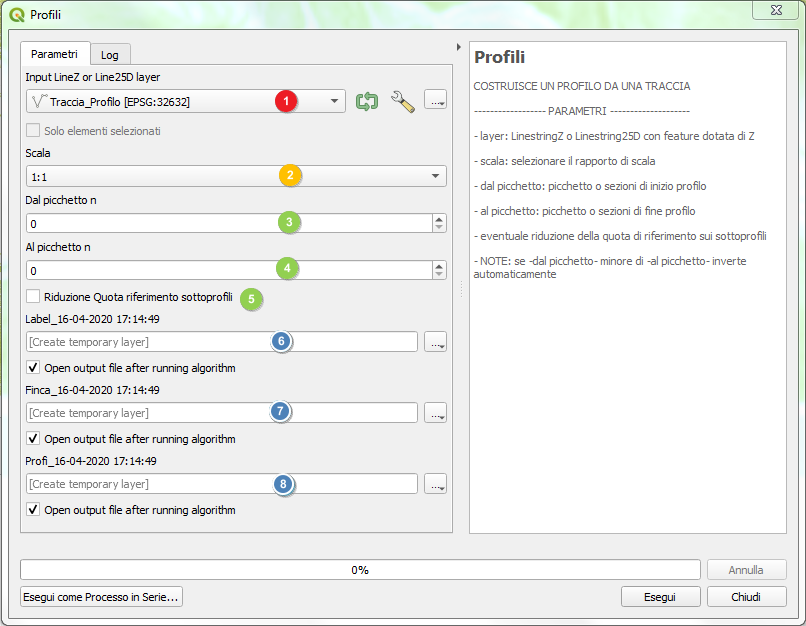 Profili
Parametri
Log
Input LineZ or Line25D layer
Traccia_Profilo [EPSG:32632]
1
...
Solo elementi selezionati
Scala
1:1
2
Dal picchetto n
0
3
Al picchetto n
0
4
Riduzione Quota riferimento sottoprofili
5
Label_16-04-2020 17:14:49
[Create temporary layer]
6
...
Open output file after running algorithm
Finca_16-04-2020 17:14:49
[Create temporary layer]
7
...
Open output file after running algorithm
Profi_16-04-2020 17:14:49
[Create temporary layer]
8
...
Open output file after running algorithm
Profili
COSTRUISCE UN PROFILO DA UNA TRACCIA
------------------ PARAMETRI --------------------
- layer: LinestringZ o Linestring25D con feature dotata di Z
- scala: selezionare il rapporto di scala
- dal picchetto: picchetto o sezioni di inizio profilo
- al picchetto: picchetto o sezioni di fine profilo
- eventuale riduzione della quota di riferimento sui sottoprofili
- NOTE: se -dal picchetto- minore di -al picchetto- inverte
automaticamente
0%
Annulla
Esegui come Processo in Serie...
Esegui
Chiudi